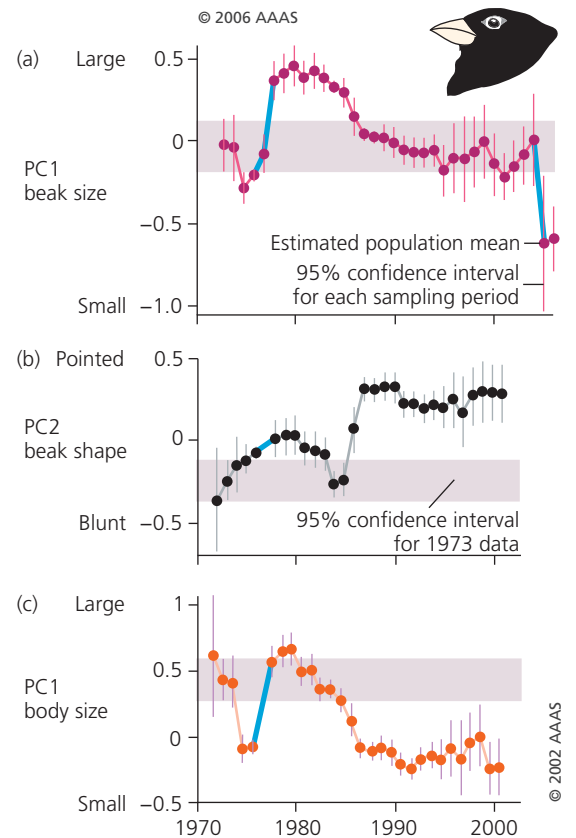 © 2006 AAAS
(a) Large 0.5
0
PC1
beak size
−0.5
Estimated population mean
95% confidence interval
for each sampling period
Small −1.0
(b) Pointed 0.5
PC2
beak shape
0
Blunt −0.5
95% confidence interval
for 1973 data
(c) Large 1
0.5
PC1
body size
0
Small −0.5
1970 1980 1990 2000
© 2002 AAAS